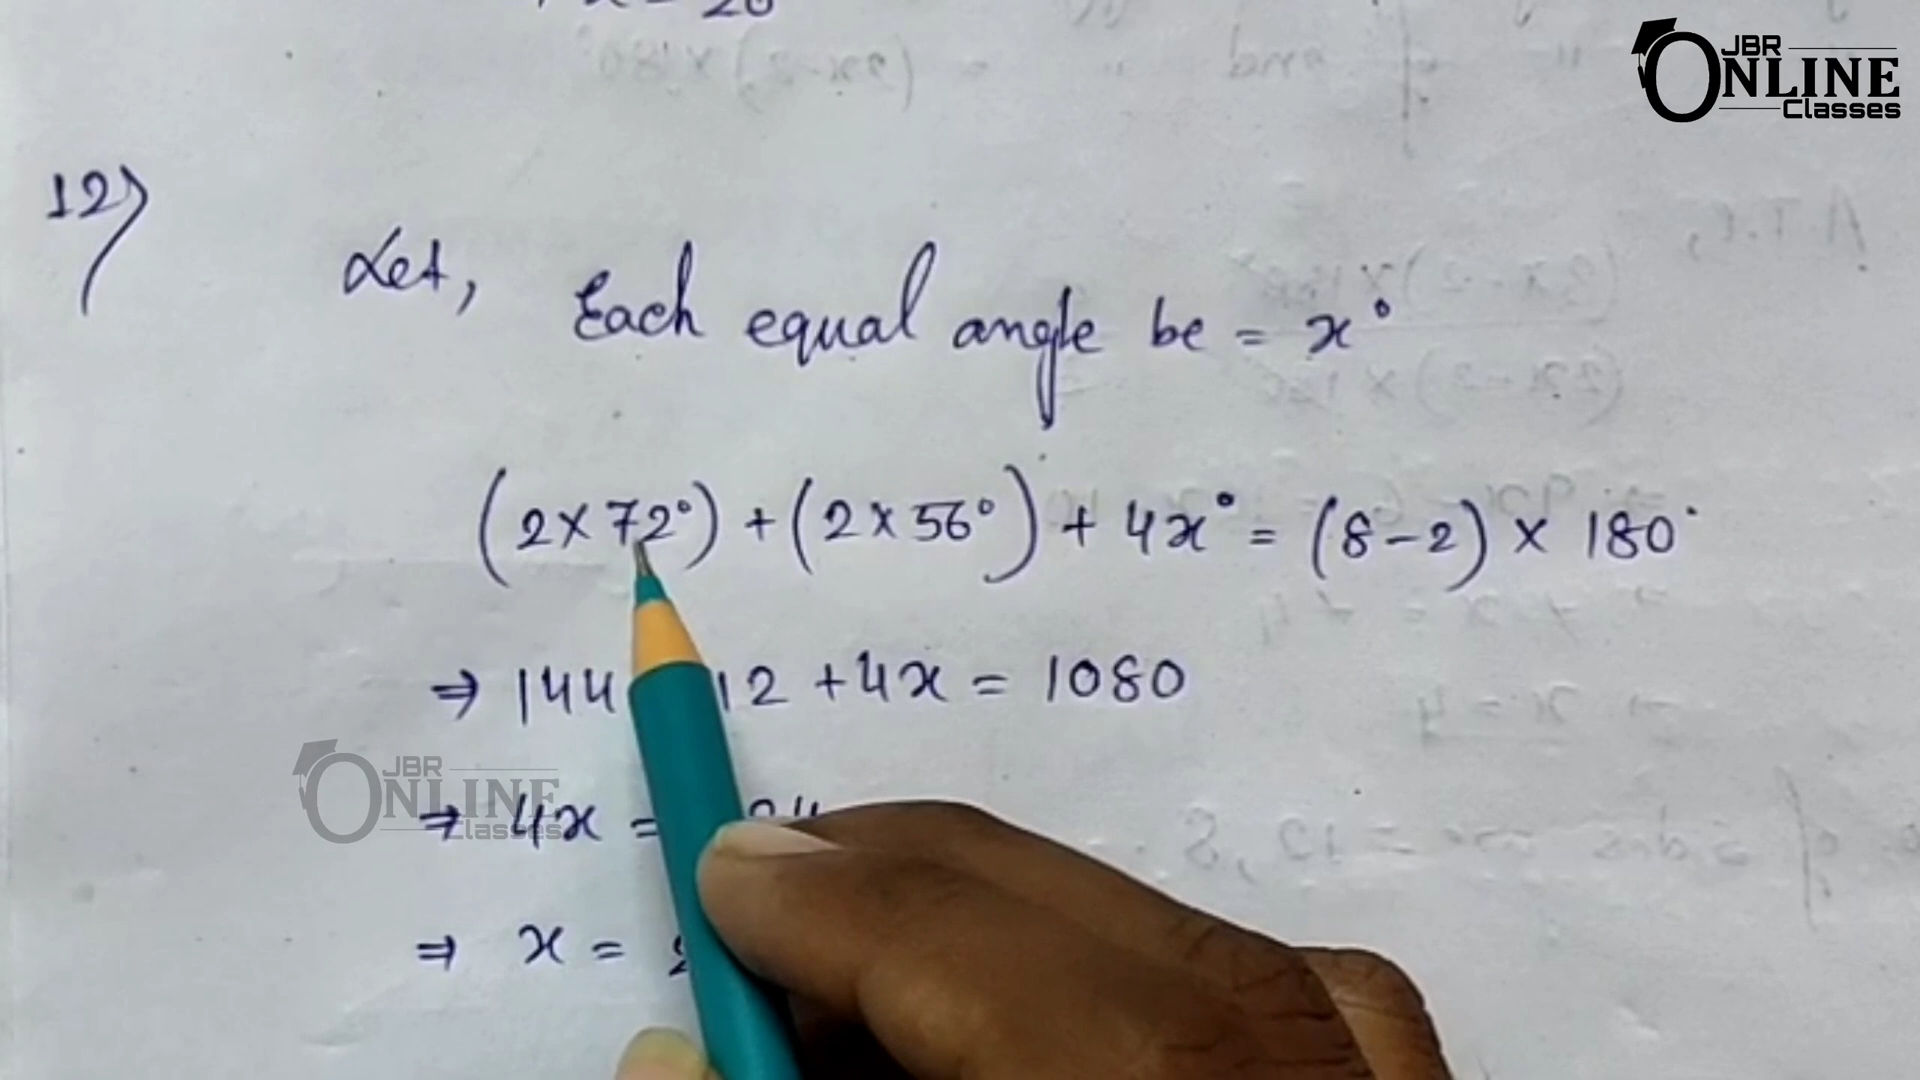 JBR
ONLINE
Classes
12)
Let, Each equal angle be = x°
(2 × 72°) + (2 × 56°) + 4x° = (8 - 2) × 180°
⇒ 144 12 + 4x = 1080
JBR
ONLINE
Classes
⇒ 4x =
⇒ x =